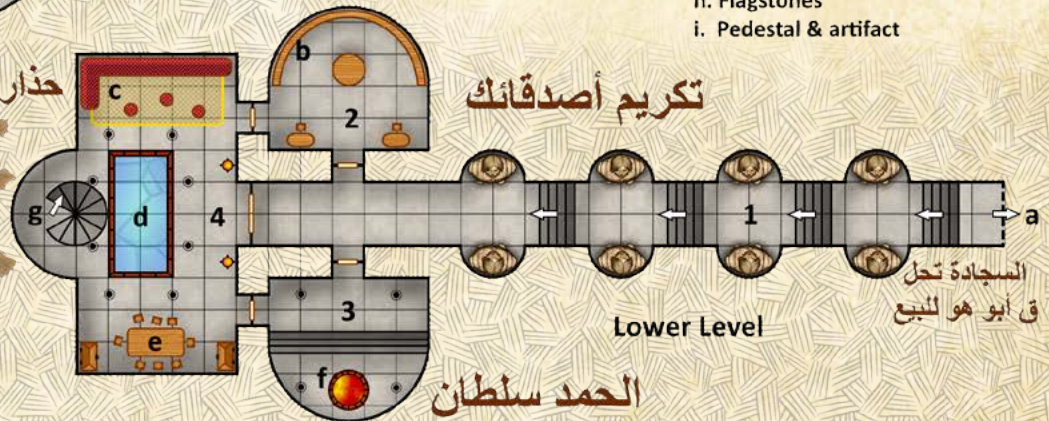 h. Flagstones
i. Pedestal & artifact
حذار
تكريم أصدقائك
b
c
2
g
d
4
1
a
السجادة تحل
ق أبو هو للبيع
3
Lower Level
e
f
الحمد سلطان